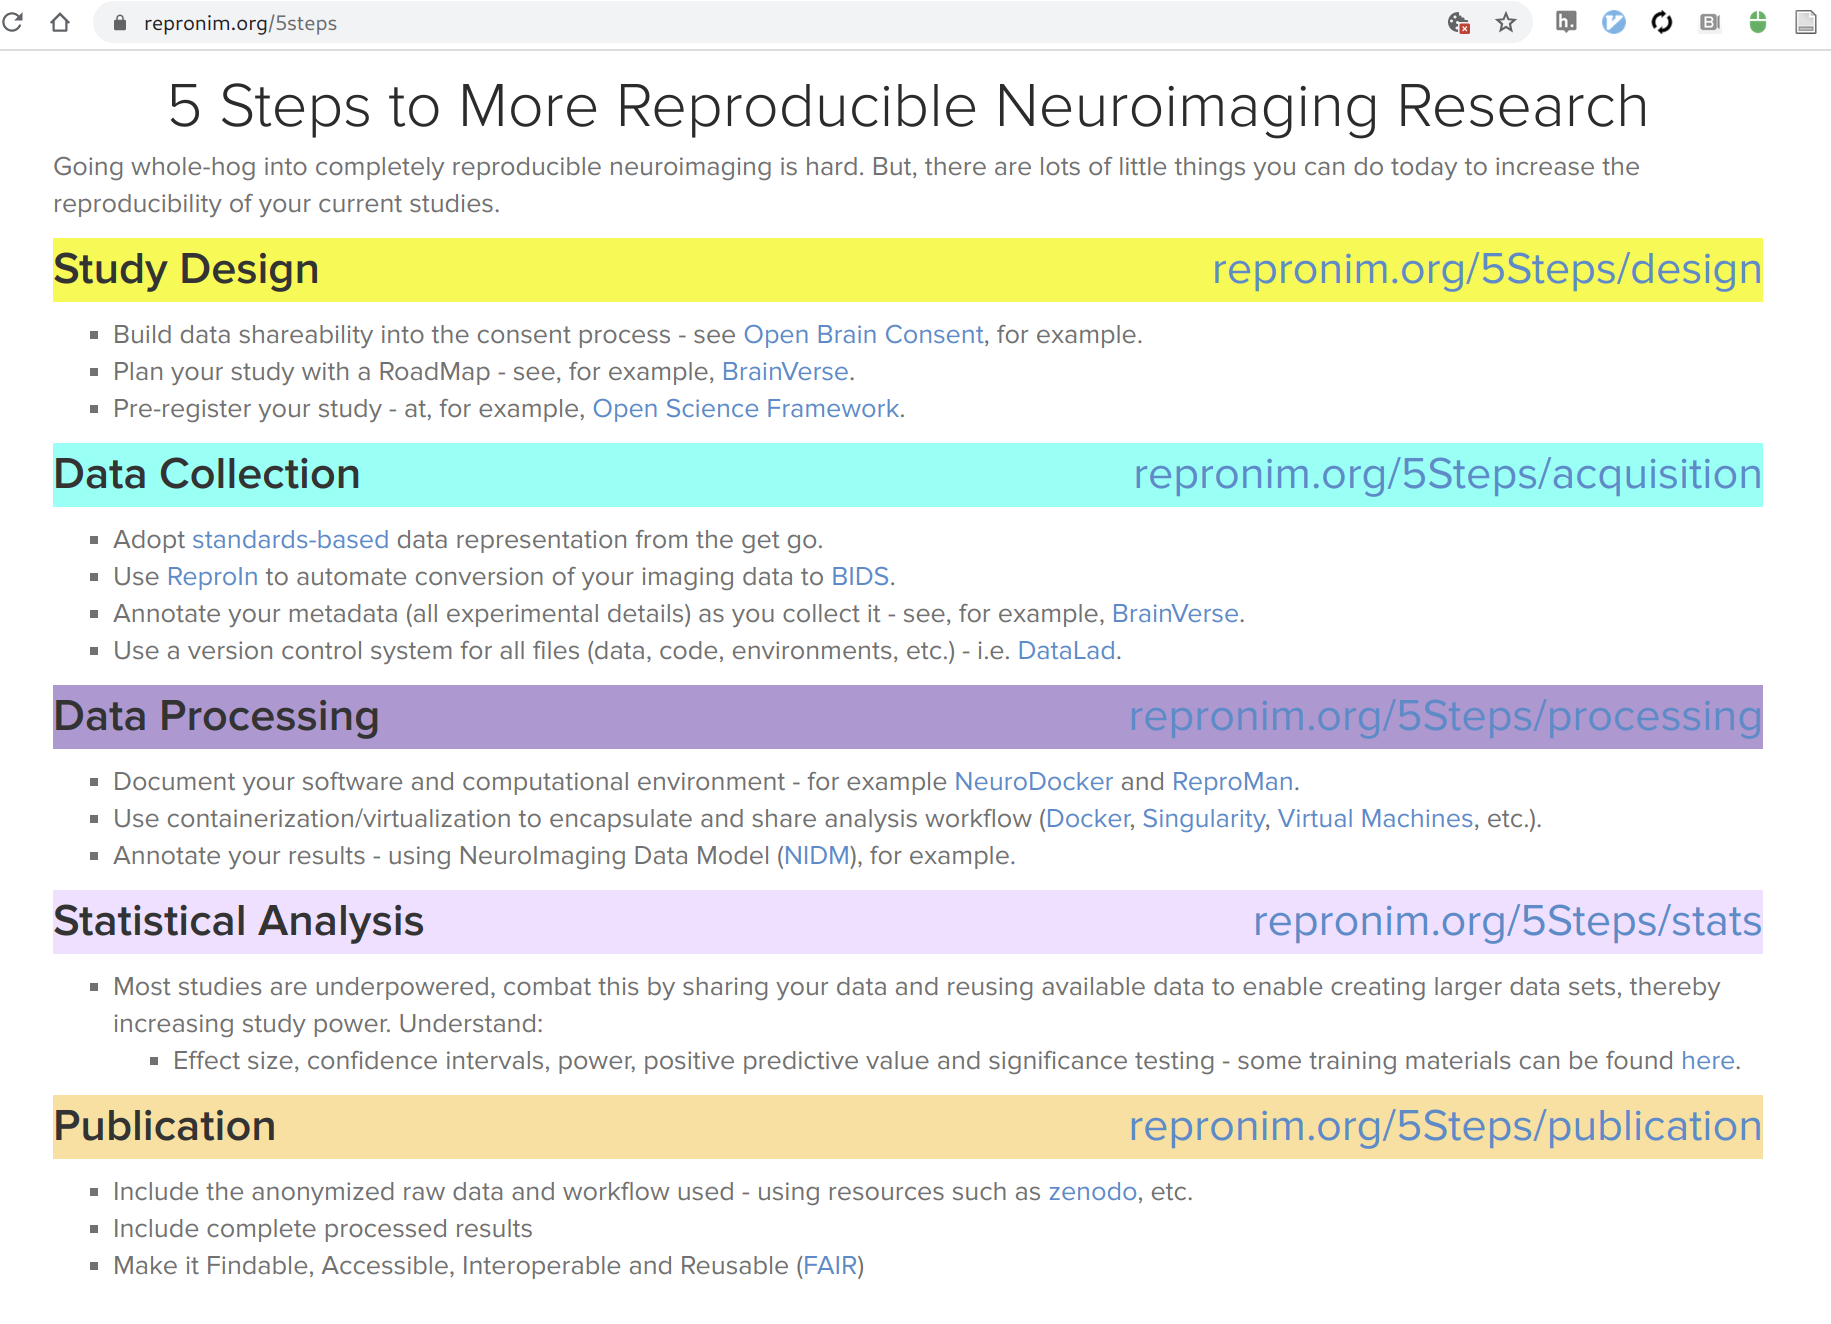 repronim.org/5steps
5 Steps to More Reproducible Neuroimaging Research
Going whole-hog into completely reproducible neuroimaging is hard. But, there are lots of little things you can do today to increase the
reproducibility of your current studies.
Study Design repronim.org/5Steps/design
Build data shareability into the consent process - see Open Brain Consent, for example.
Plan your study with a RoadMap - see, for example, BrainVerse.
Pre-register your study - at, for example, Open Science Framework.
Data Collection repronim.org/5Steps/acquisition
Adopt standards-based data representation from the get go.
Use ReproIn to automate conversion of your imaging data to BIDS.
Annotate your metadata (all experimental details) as you collect it - see, for example, BrainVerse.
Use a version control system for all files (data, code, environments, etc.) - i.e. DataLad.
Data Processing repronim.org/5Steps/processing
Document your software and computational environment - for example NeuroDocker and ReproMan.
Use containerization/virtualization to encapsulate and share analysis workflow (Docker, Singularity, Virtual Machines, etc.).
Annotate your results - using NeuroImaging Data Model (NIDM), for example.
Statistical Analysis repronim.org/5Steps/stats
Most studies are underpowered, combat this by sharing your data and reusing available data to enable creating larger data sets, thereby
increasing study power. Understand:
Effect size, confidence intervals, power, positive predictive value and significance testing - some training materials can be found here.
Publication repronim.org/5Steps/publication
Include the anonymized raw data and workflow used - using resources such as zenodo, etc.
Include complete processed results
Make it Findable, Accessible, Interoperable and Reusable (FAIR)